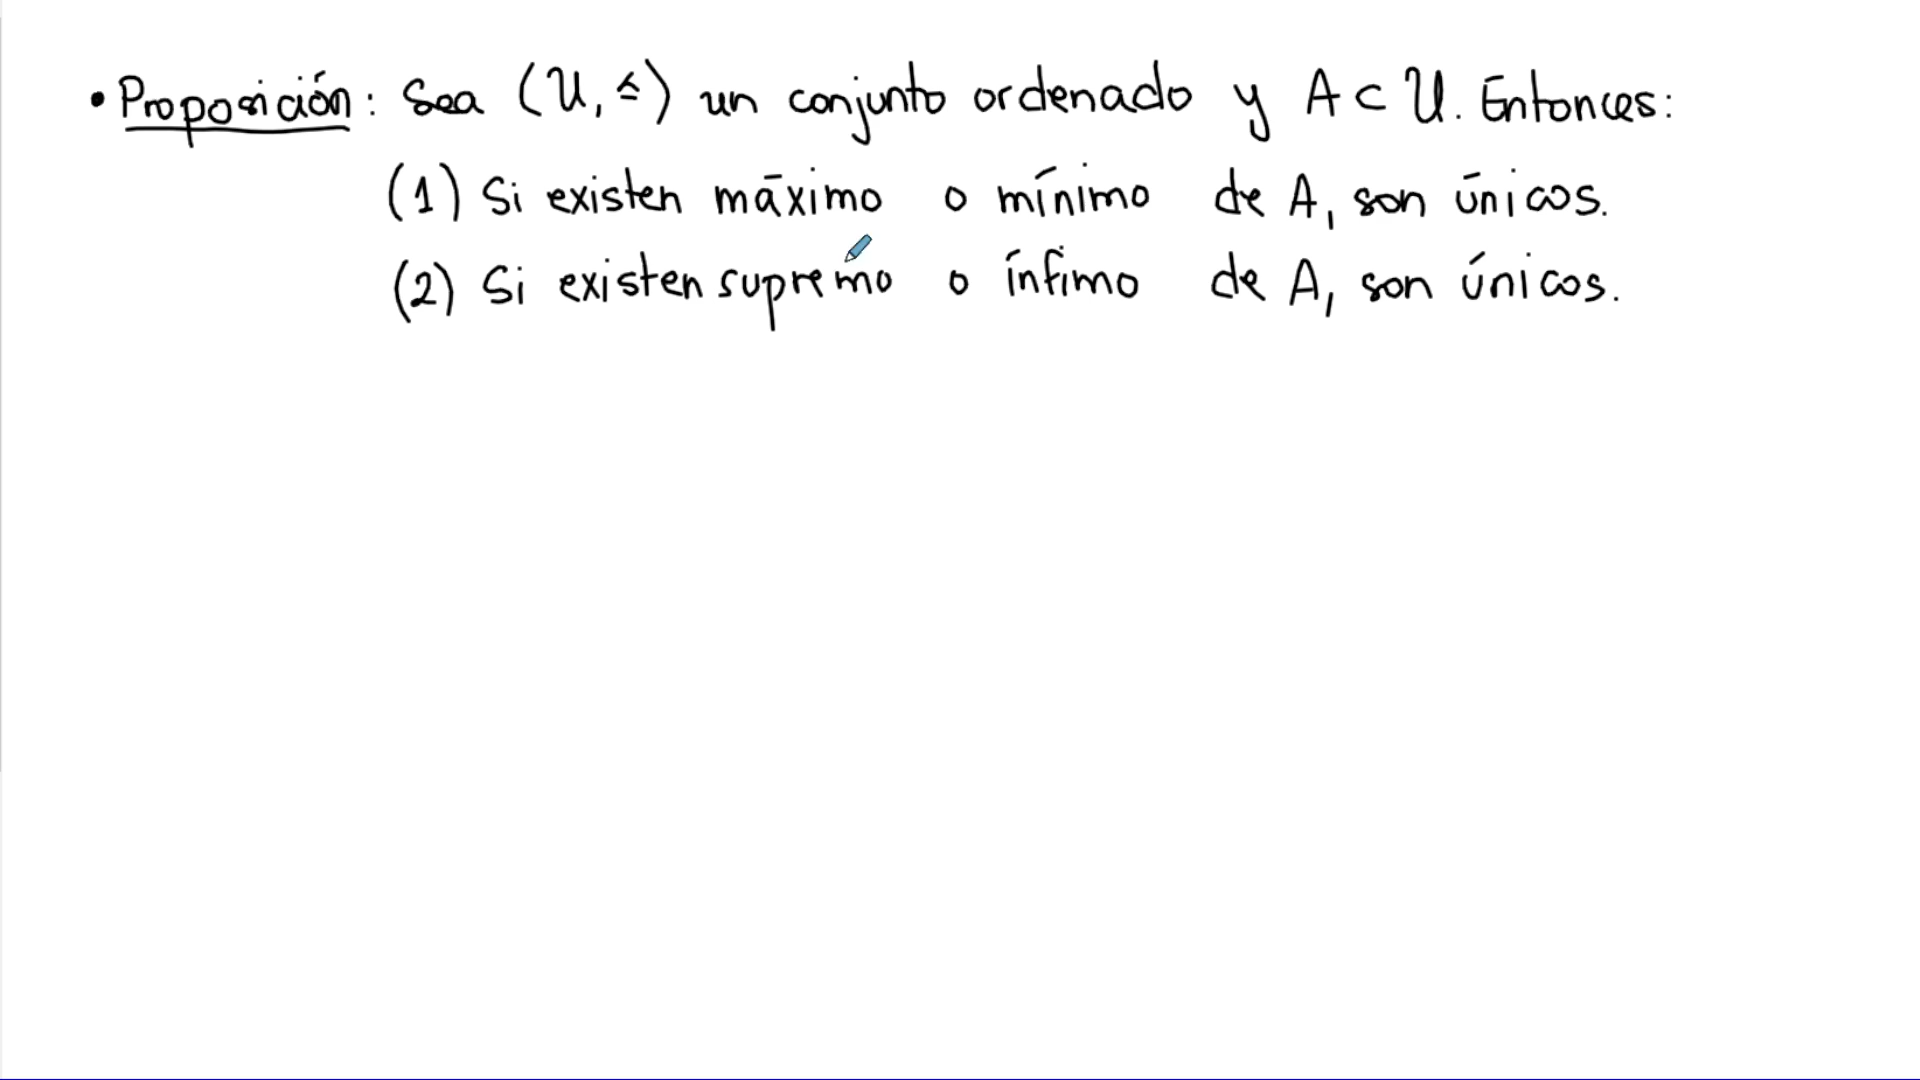 • Proposición: Sea (U, ≤) un conjunto ordenado y A ⊂ U. Entonces:
(1) Si existen máximo o mínimo de A, son únicos.
(2) Si existen supremo o ínfimo de A, son únicos.